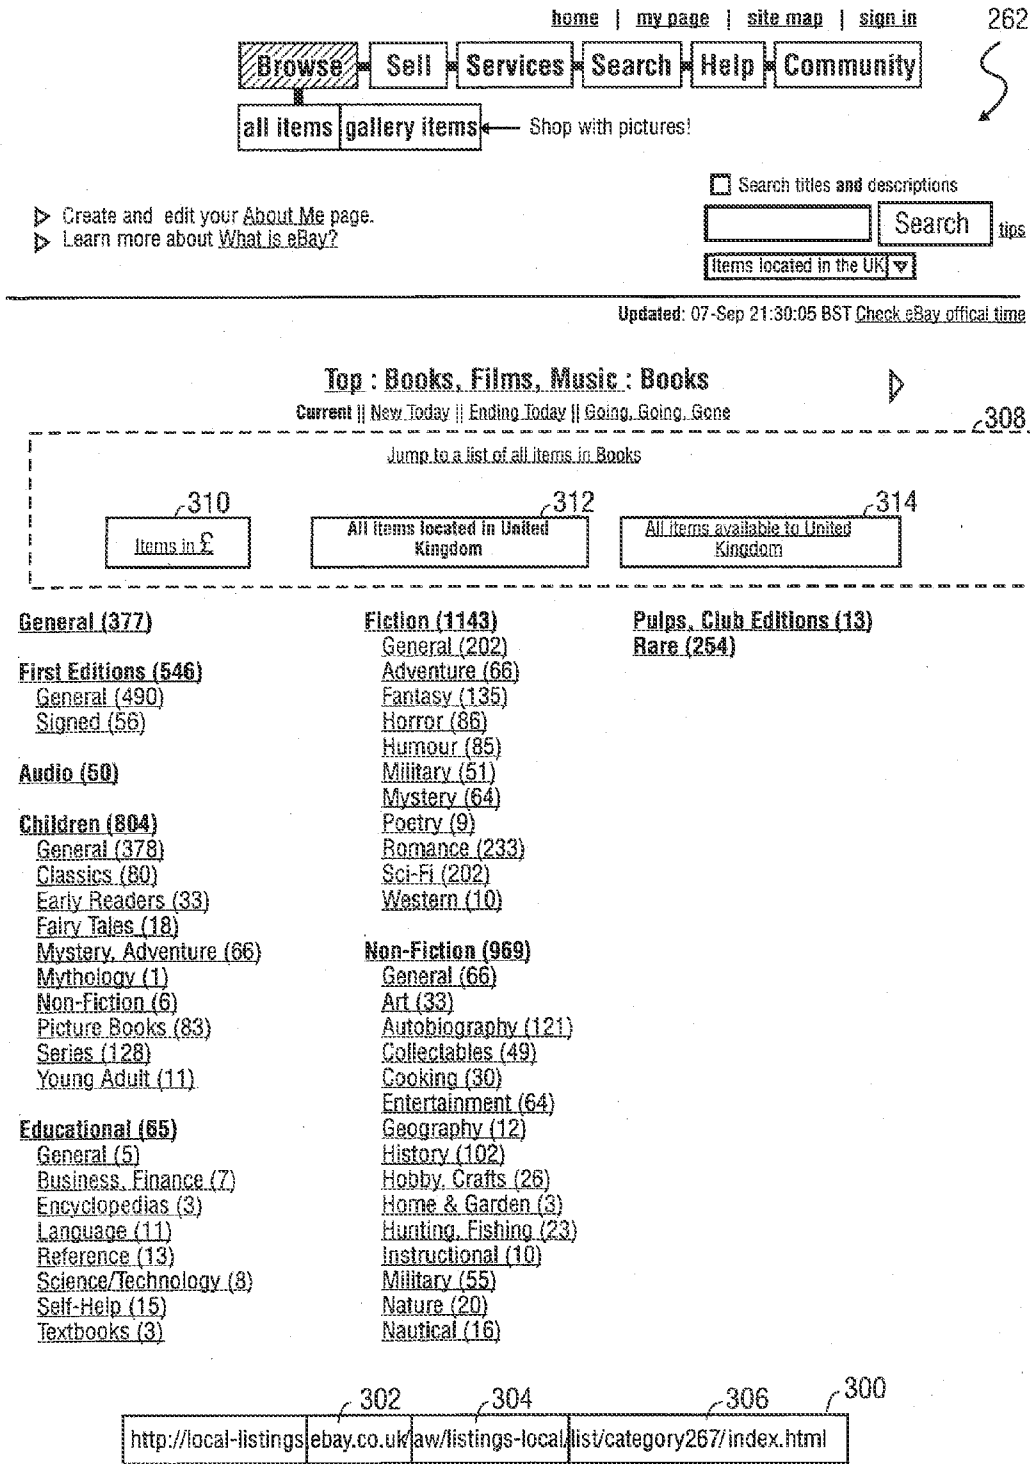 home | my page | site map | sign in 262
Browse Sell Services Search Help Community
all items gallery items Shop with pictures!
Search titles and descriptions
Create and edit your About Me page.
Learn more about What is eBay?
Search tips
Items located in the UK
Updated: 07-Sep 21:30:05 BST Check eBay offical time
Top : Books, Films, Music : Books
Current || New Today || Ending Today || Going, Going, Gone
308
Jump to a list of all items in Books
310 312 314
Items in £
All items located in United
Kingdom
All items available to United
Kingdom
General (377)
First Editions (546)
General (490)
Signed (56)
Audio (50)
Children (804)
General (378)
Classics (80)
Early Readers (33)
Fairy Tales (18)
Mystery, Adventure (66)
Mythology (1)
Non-Fiction (6)
Picture Books (83)
Series (128)
Young Adult (11)
Educational (65)
General (5)
Business, Finance (7)
Encyclopedias (3)
Language (11)
Reference (13)
Science/Technology (8)
Self-Help (15)
Textbooks (3)
Fiction (1143)
General (202)
Adventure (66)
Fantasy (135)
Horror (86)
Humour (85)
Military (51)
Mystery (64)
Poetry (9)
Romance (233)
Sci-Fi (202)
Western (10)
Non-Fiction (969)
General (66)
Art (33)
Autobiography (121)
Collectables (49)
Cooking (30)
Entertainment (64)
Geography (12)
History (102)
Hobby, Crafts (26)
Home & Garden (3)
Hunting, Fishing (23)
Instructional (10)
Military (55)
Nature (20)
Nautical (16)
Pulps, Club Editions (13)
Rare (254)
302 304 306 300
http://local-listings.ebay.co.uk/aw/listings-local/list/category267/index.html